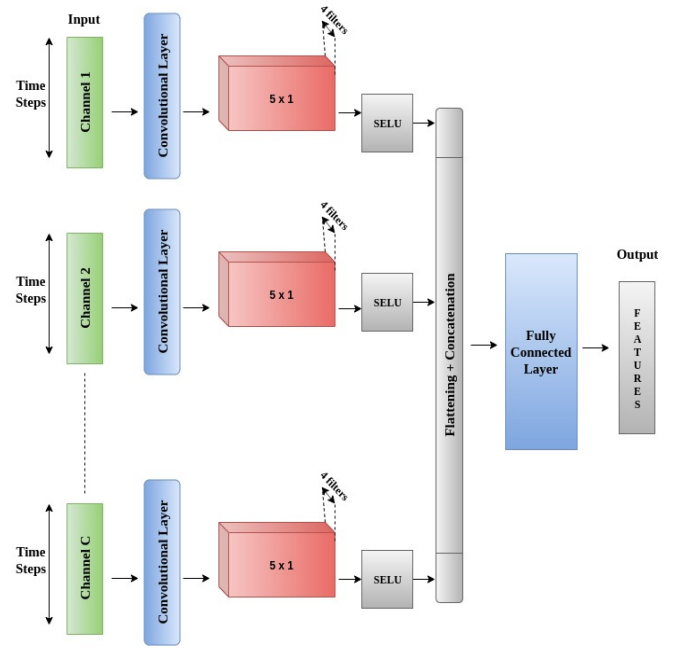 Input
4 filters
Time
Steps
Channel 1
Convolutional Layer
5 x 1
SELU
4 filters
Time
Steps
Channel 2
Convolutional Layer
5 x 1
SELU
Flattening + Concatenation
Fully
Connected
Layer
Output
F
E
A
T
U
R
E
S
4 filters
Time
Steps
Channel C
Convolutional Layer
5 x 1
SELU